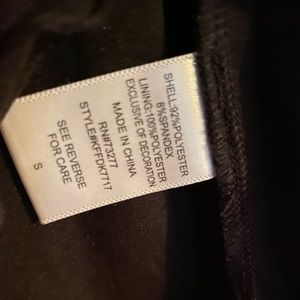 SHELL:92%POLYESTER
8%SPANDEX
LINING:100%POLYESTER
EXCLUSIVE OF DECORATION
MADE IN CHINA
RN#73277
STYLE#KFFDK7717
SEE REVERSE
FOR CARE
S